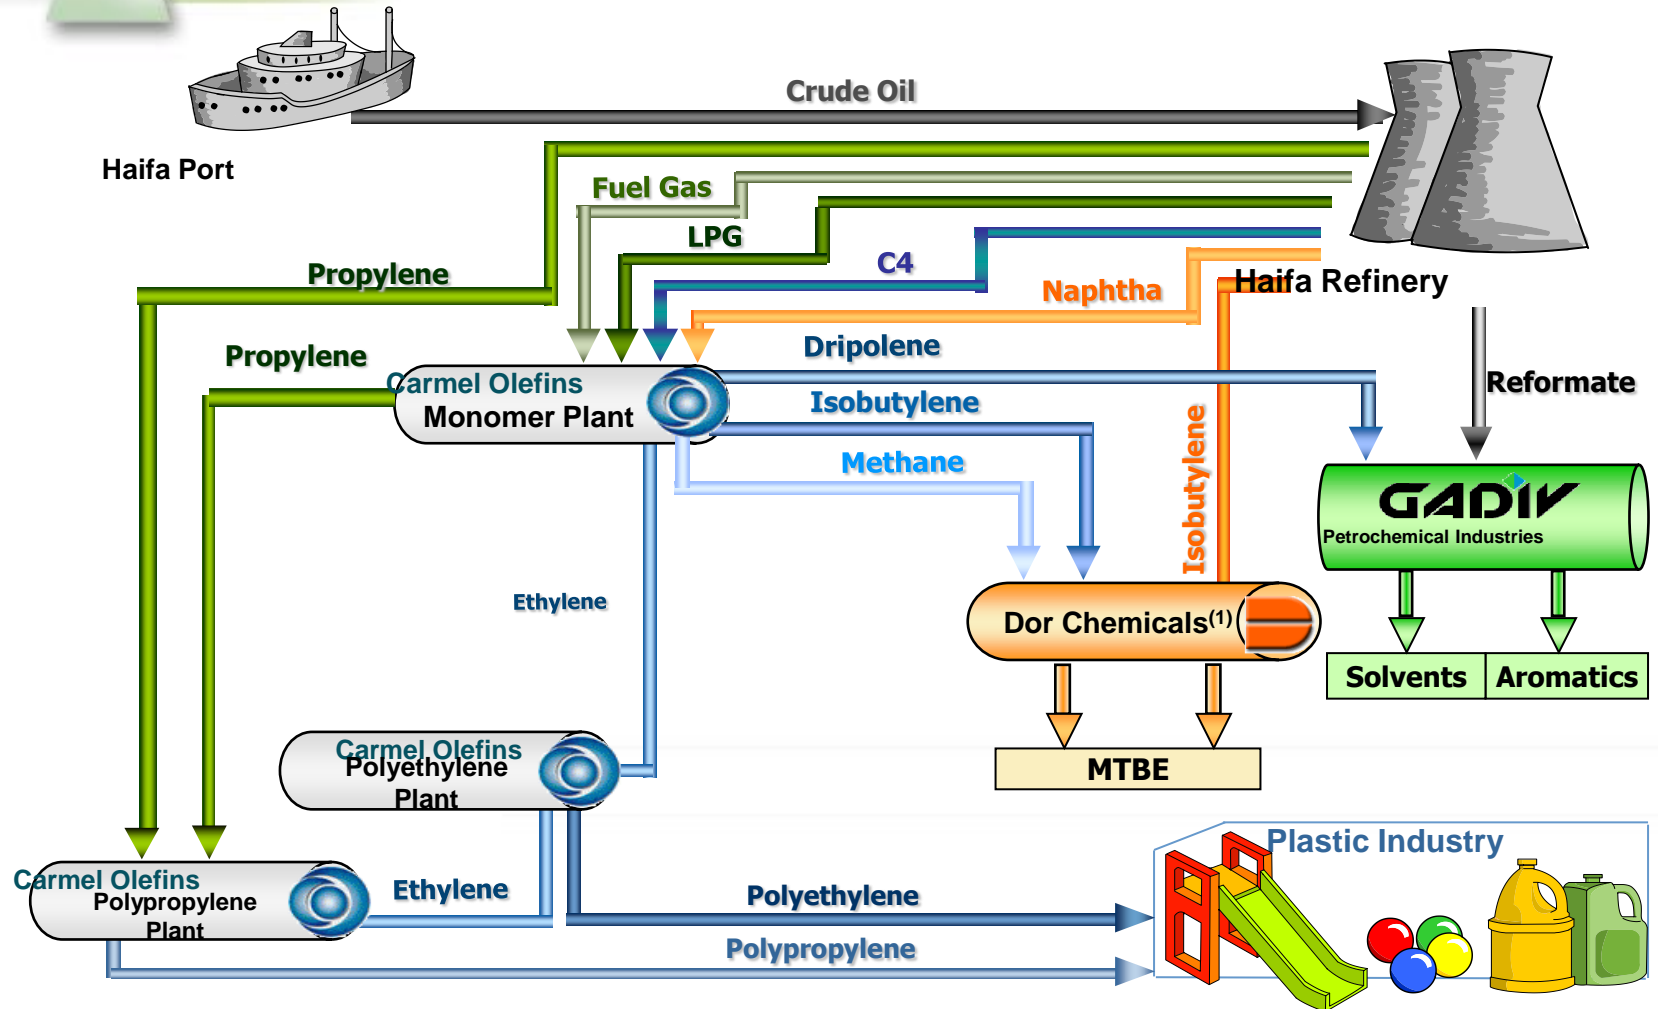 Crude Oil
Haifa Port
Fuel Gas
LPG
C4
Propylene
Naphtha
Haifa Refinery
Dripolene
Propylene
Carmel Olefins
Monomer Plant
Isobutylene
Reformate
Methane
Isobutylene
GADIV
Petrochemical Industries
Ethylene
Dor Chemicals(1)
Solvents
Aromatics
Carmel Olefins
Polyethylene
Plant
MTBE
Plastic Industry
Carmel Olefins
Polypropylene
Plant
Ethylene
Polyethylene
Polypropylene